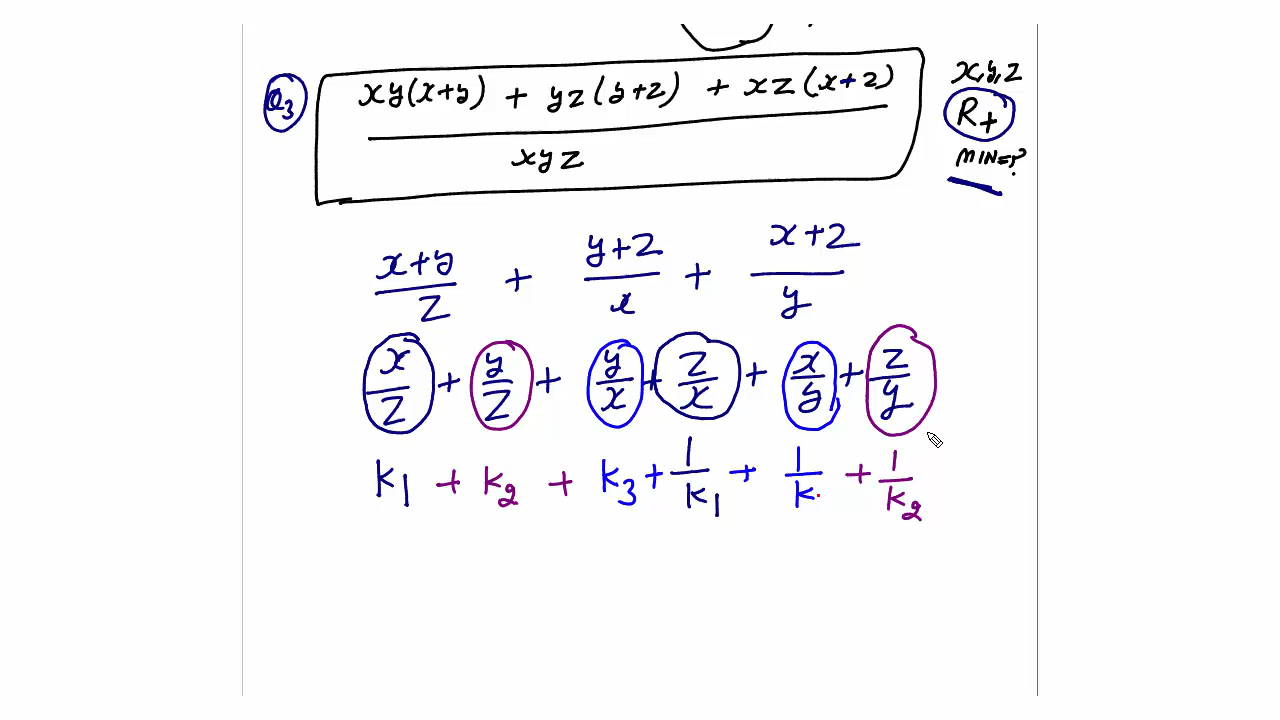 Q3
xy(x+y) + yz(y+z) + xz(x+z)
xyz
x,y,z
R+
MIN=?
x+y/z + y+z/x + x+z/y
x/z + y/z + y/x + z/x + x/y + z/y
k1 + k2 + k3 + 1/k1 + 1/k + 1/k2